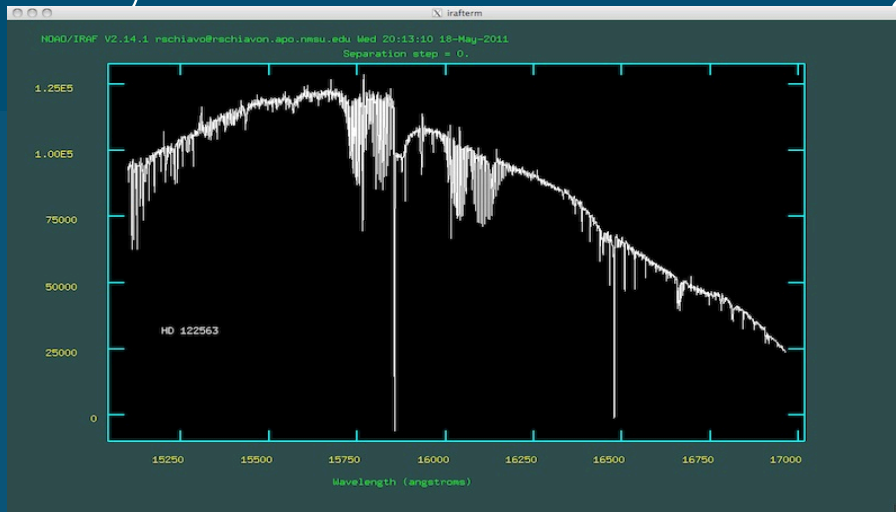 irafterm
NOAO/IRAF V2.14.1 rschiavo@rschiavon.apo.nmsu.edu Wed 20:13:10 18-May-2011
Separation step = 0.
1.25E5
1.00E5
75000
50000
25000
0
HD 122563
15250 15500 15750 16000 16250 16500 16750 17000
Wavelength (angstroms)